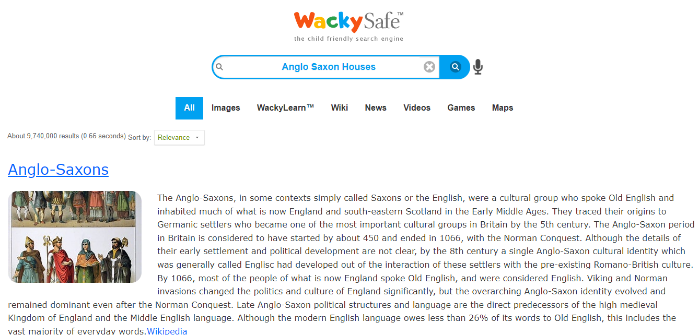 WackySafe™
the child friendly search engine
Anglo Saxon Houses
All Images WackyLearn™ Wiki News Videos Games Maps
About 9,740,000 results (0.66 seconds) Sort by: Relevance
Anglo-Saxons
The Anglo-Saxons, in some contexts simply called Saxons or the English, were a cultural group who spoke Old English and
inhabited much of what is now England and south-eastern Scotland in the Early Middle Ages. They traced their origins to
Germanic settlers who became one of the most important cultural groups in Britain by the 5th century. The Anglo-Saxon period
in Britain is considered to have started by about 450 and ended in 1066, with the Norman Conquest. Although the details of
their early settlement and political development are not clear, by the 8th century a single Anglo-Saxon cultural identity which
was generally called Englisc had developed out of the interaction of these settlers with the pre-existing Romano-British culture.
By 1066, most of the people of what is now England spoke Old English, and were considered English. Viking and Norman
invasions changed the politics and culture of England significantly, but the overarching Anglo-Saxon identity evolved and
remained dominant even after the Norman Conquest. Late Anglo-Saxon political structures and language are the direct predecessors of the high medieval
Kingdom of England and the Middle English language. Although the modern English language owes less than 26% of its words to Old English, this includes the
vast majority of everyday words.Wikipedia